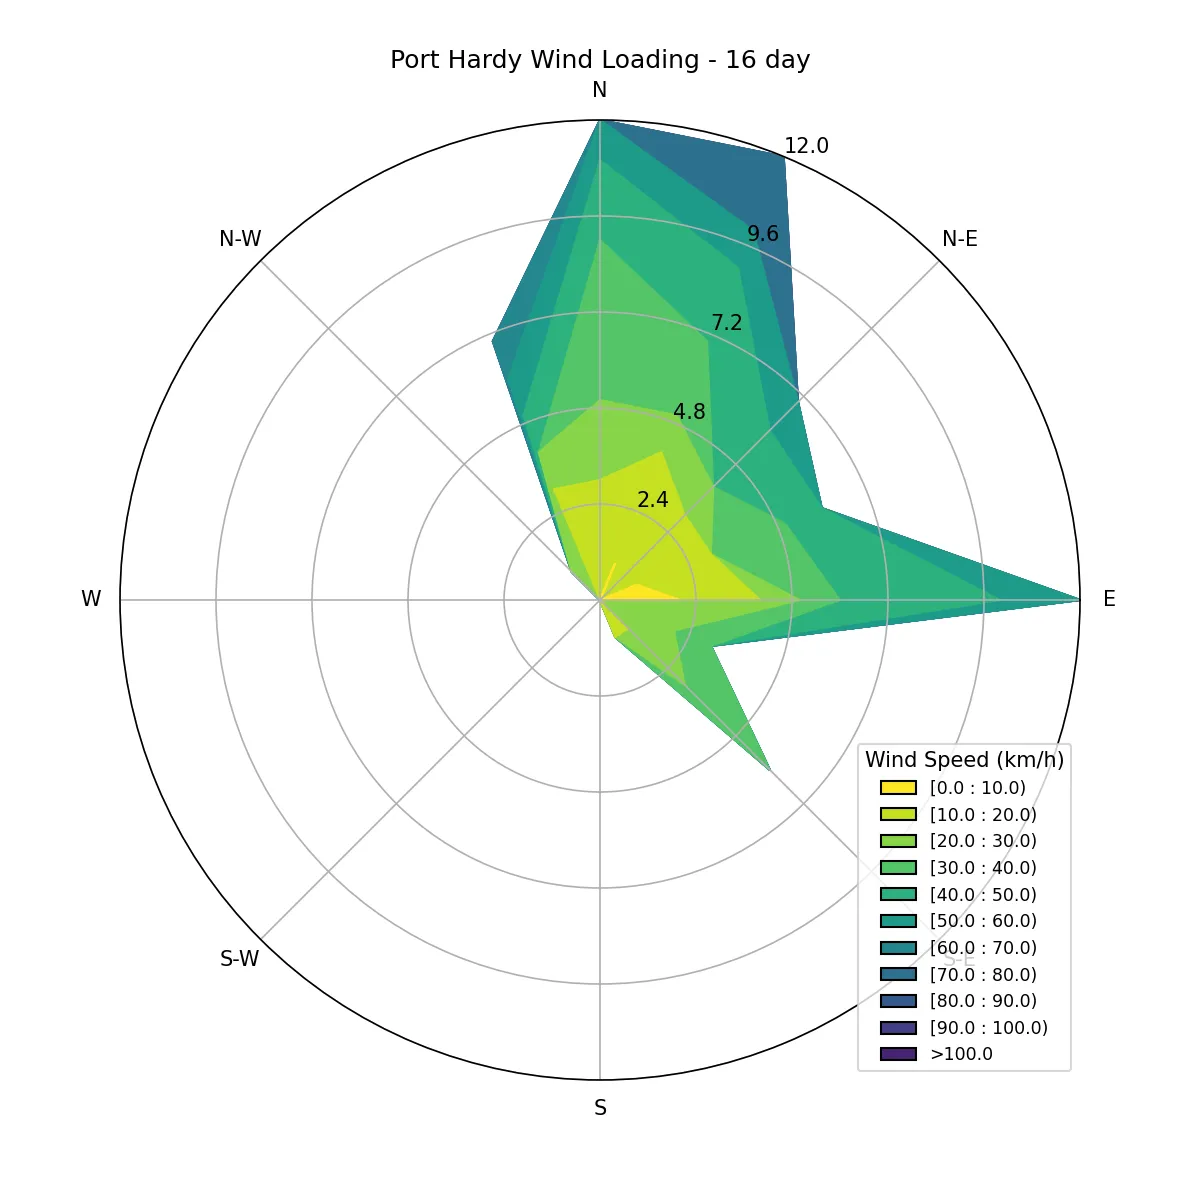 Port Hardy Wind Loading - 16 day
N
12.0
N-W
9.6
N-E
7.2
4.8
2.4
W
E
Wind Speed (km/h)
[0.0 : 10.0)
[10.0 : 20.0)
[20.0 : 30.0)
[30.0 : 40.0)
[40.0 : 50.0)
[50.0 : 60.0)
[60.0 : 70.0)
[70.0 : 80.0)
[80.0 : 90.0)
[90.0 : 100.0)
>100.0
S-W
S-E
S